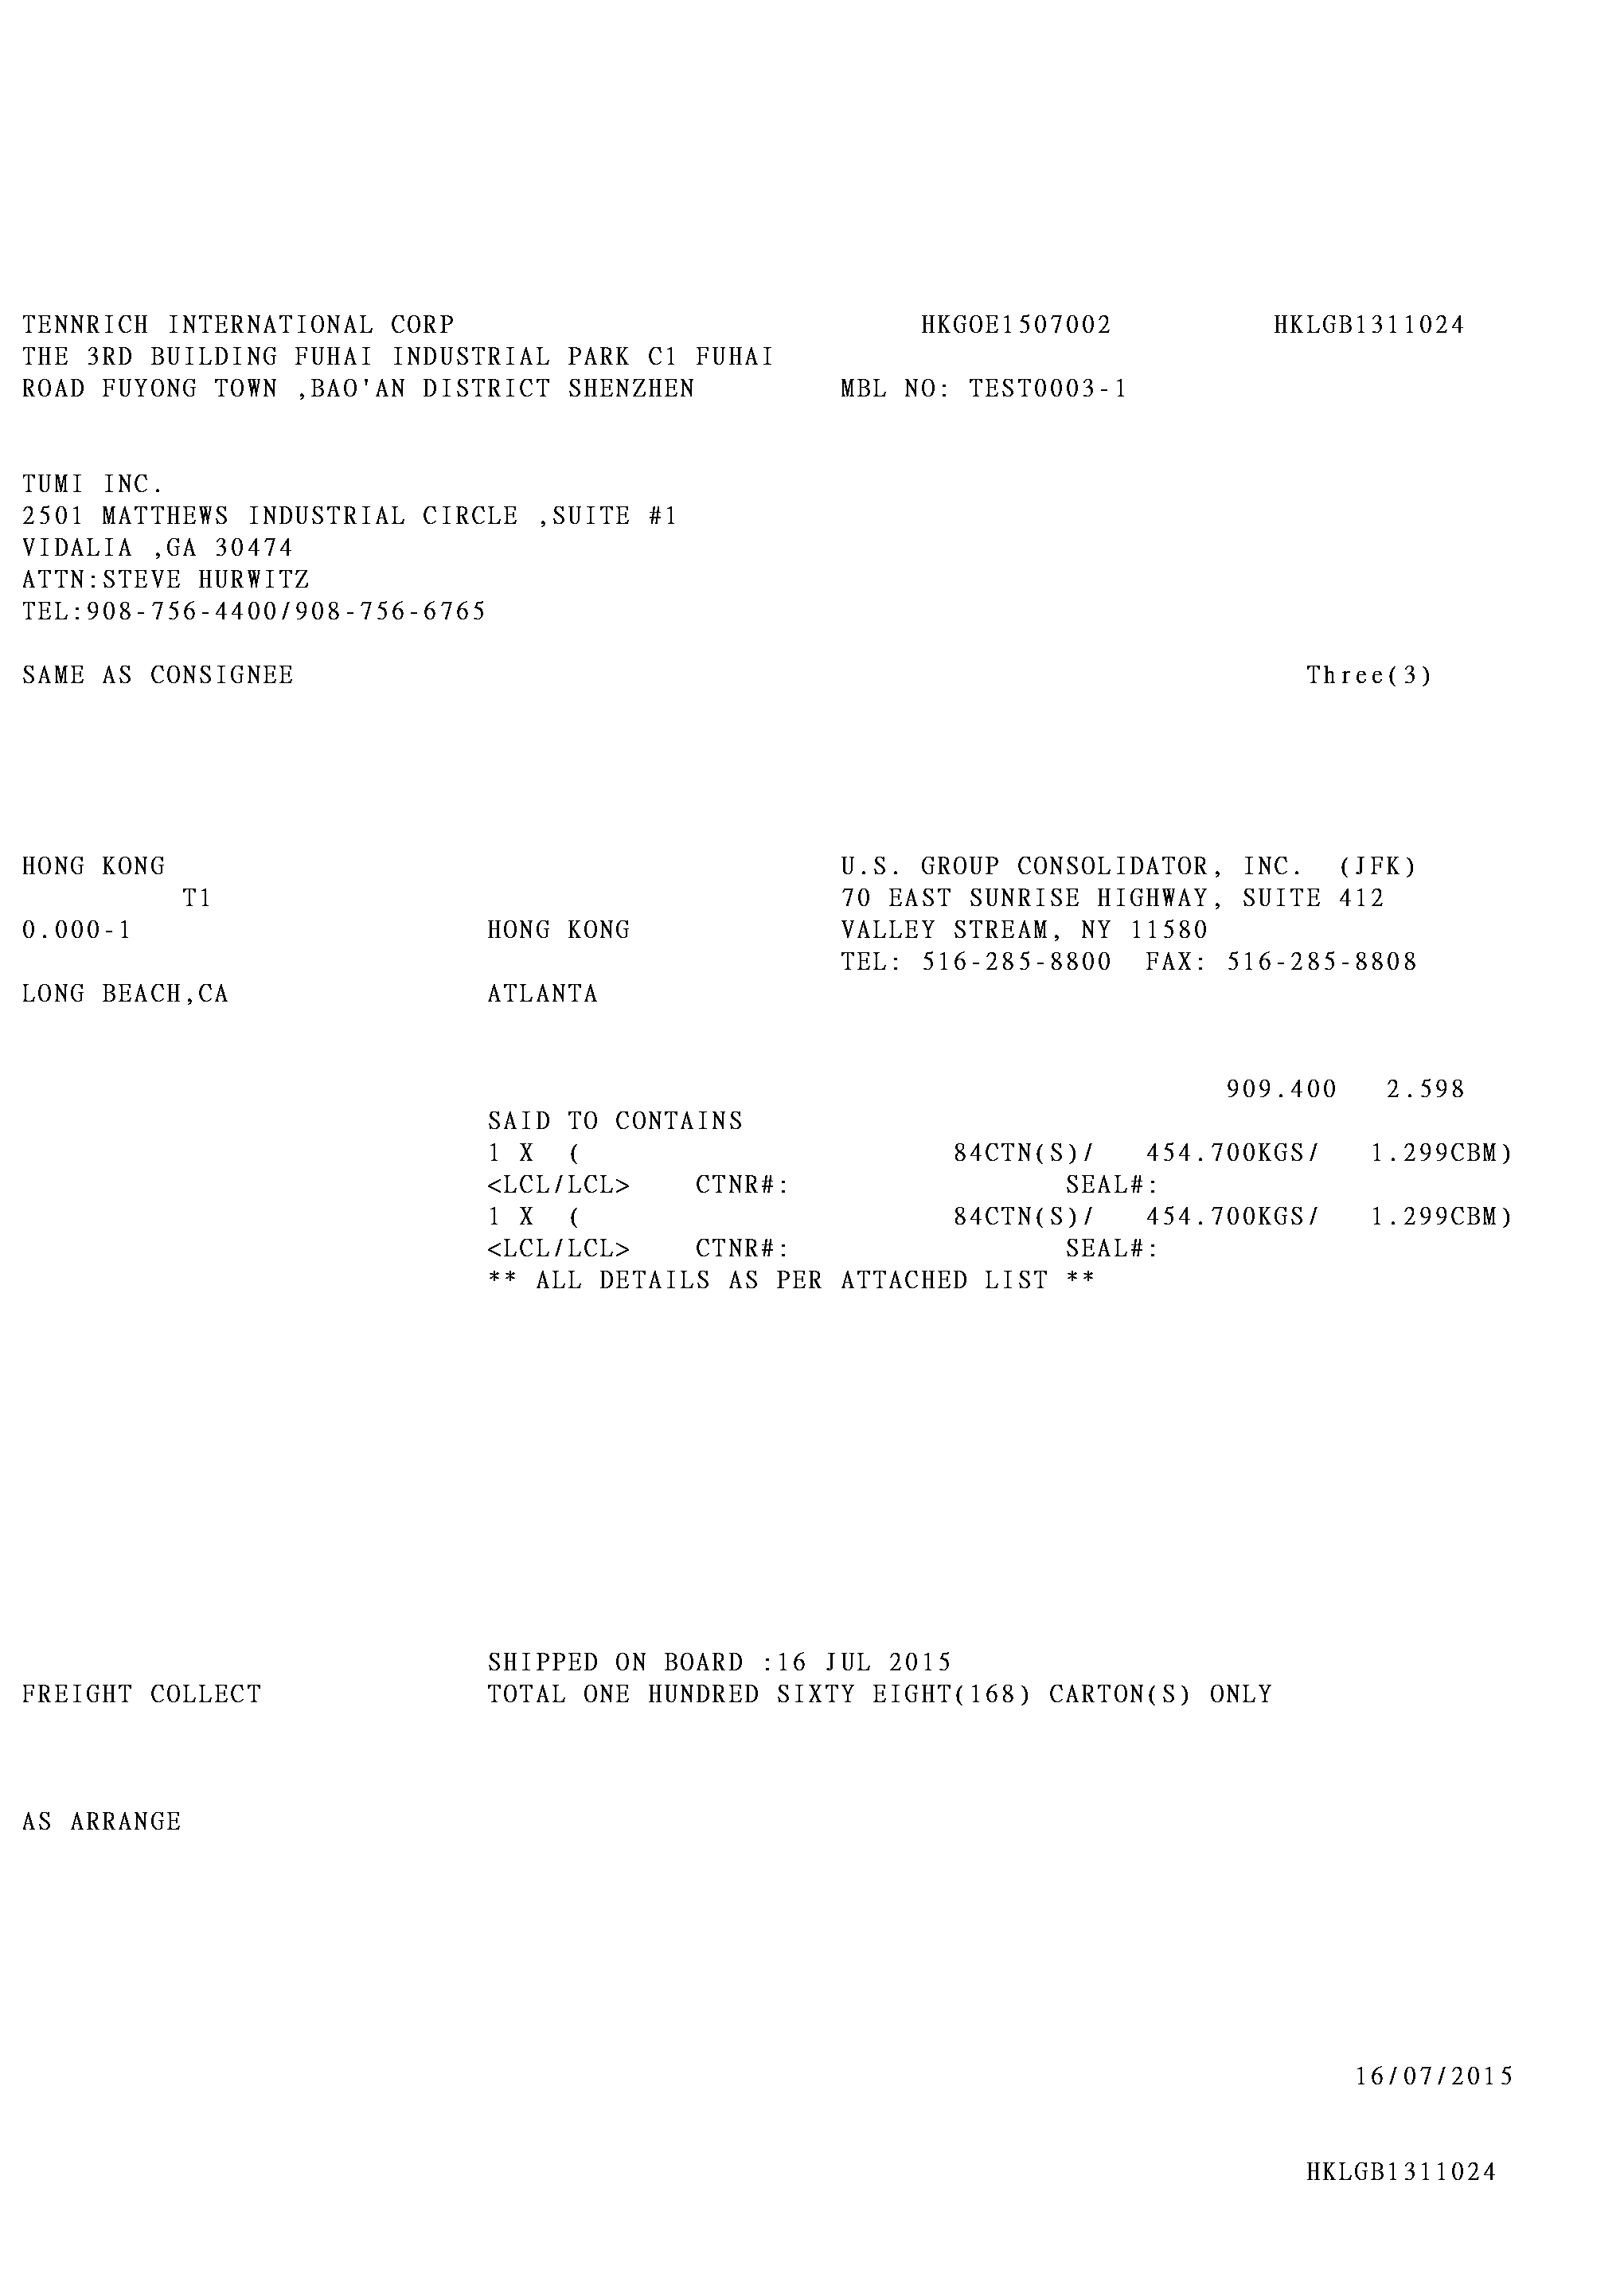 TENNRICH INTERNATIONAL CORP HKGOE1507002 HKLGB1311024
THE 3RD BUILDING FUHAI INDUSTRIAL PARK C1 FUHAI
ROAD FUYONG TOWN ,BAO'AN DISTRICT SHENZHEN MBL NO: TEST0003-1
TUMI INC.
2501 MATTHEWS INDUSTRIAL CIRCLE ,SUITE #1
VIDALIA ,GA 30474
ATTN:STEVE HURWITZ
TEL:908-756-4400/908-756-6765
SAME AS CONSIGNEE Three(3)
HONG KONG U.S. GROUP CONSOLIDATOR, INC. (JFK)
T1 70 EAST SUNRISE HIGHWAY, SUITE 412
0.000-1 HONG KONG VALLEY STREAM, NY 11580
TEL: 516-285-8800 FAX: 516-285-8808
LONG BEACH,CA ATLANTA
909.400 2.598
SAID TO CONTAINS
1 X ( 84CTN(S)/ 454.700KGS/ 1.299CBM)
<LCL/LCL> CTNR#: SEAL#:
1 X ( 84CTN(S)/ 454.700KGS/ 1.299CBM)
<LCL/LCL> CTNR#: SEAL#:
** ALL DETAILS AS PER ATTACHED LIST **
SHIPPED ON BOARD :16 JUL 2015
FREIGHT COLLECT TOTAL ONE HUNDRED SIXTY EIGHT(168) CARTON(S) ONLY
AS ARRANGE
16/07/2015
HKLGB1311024